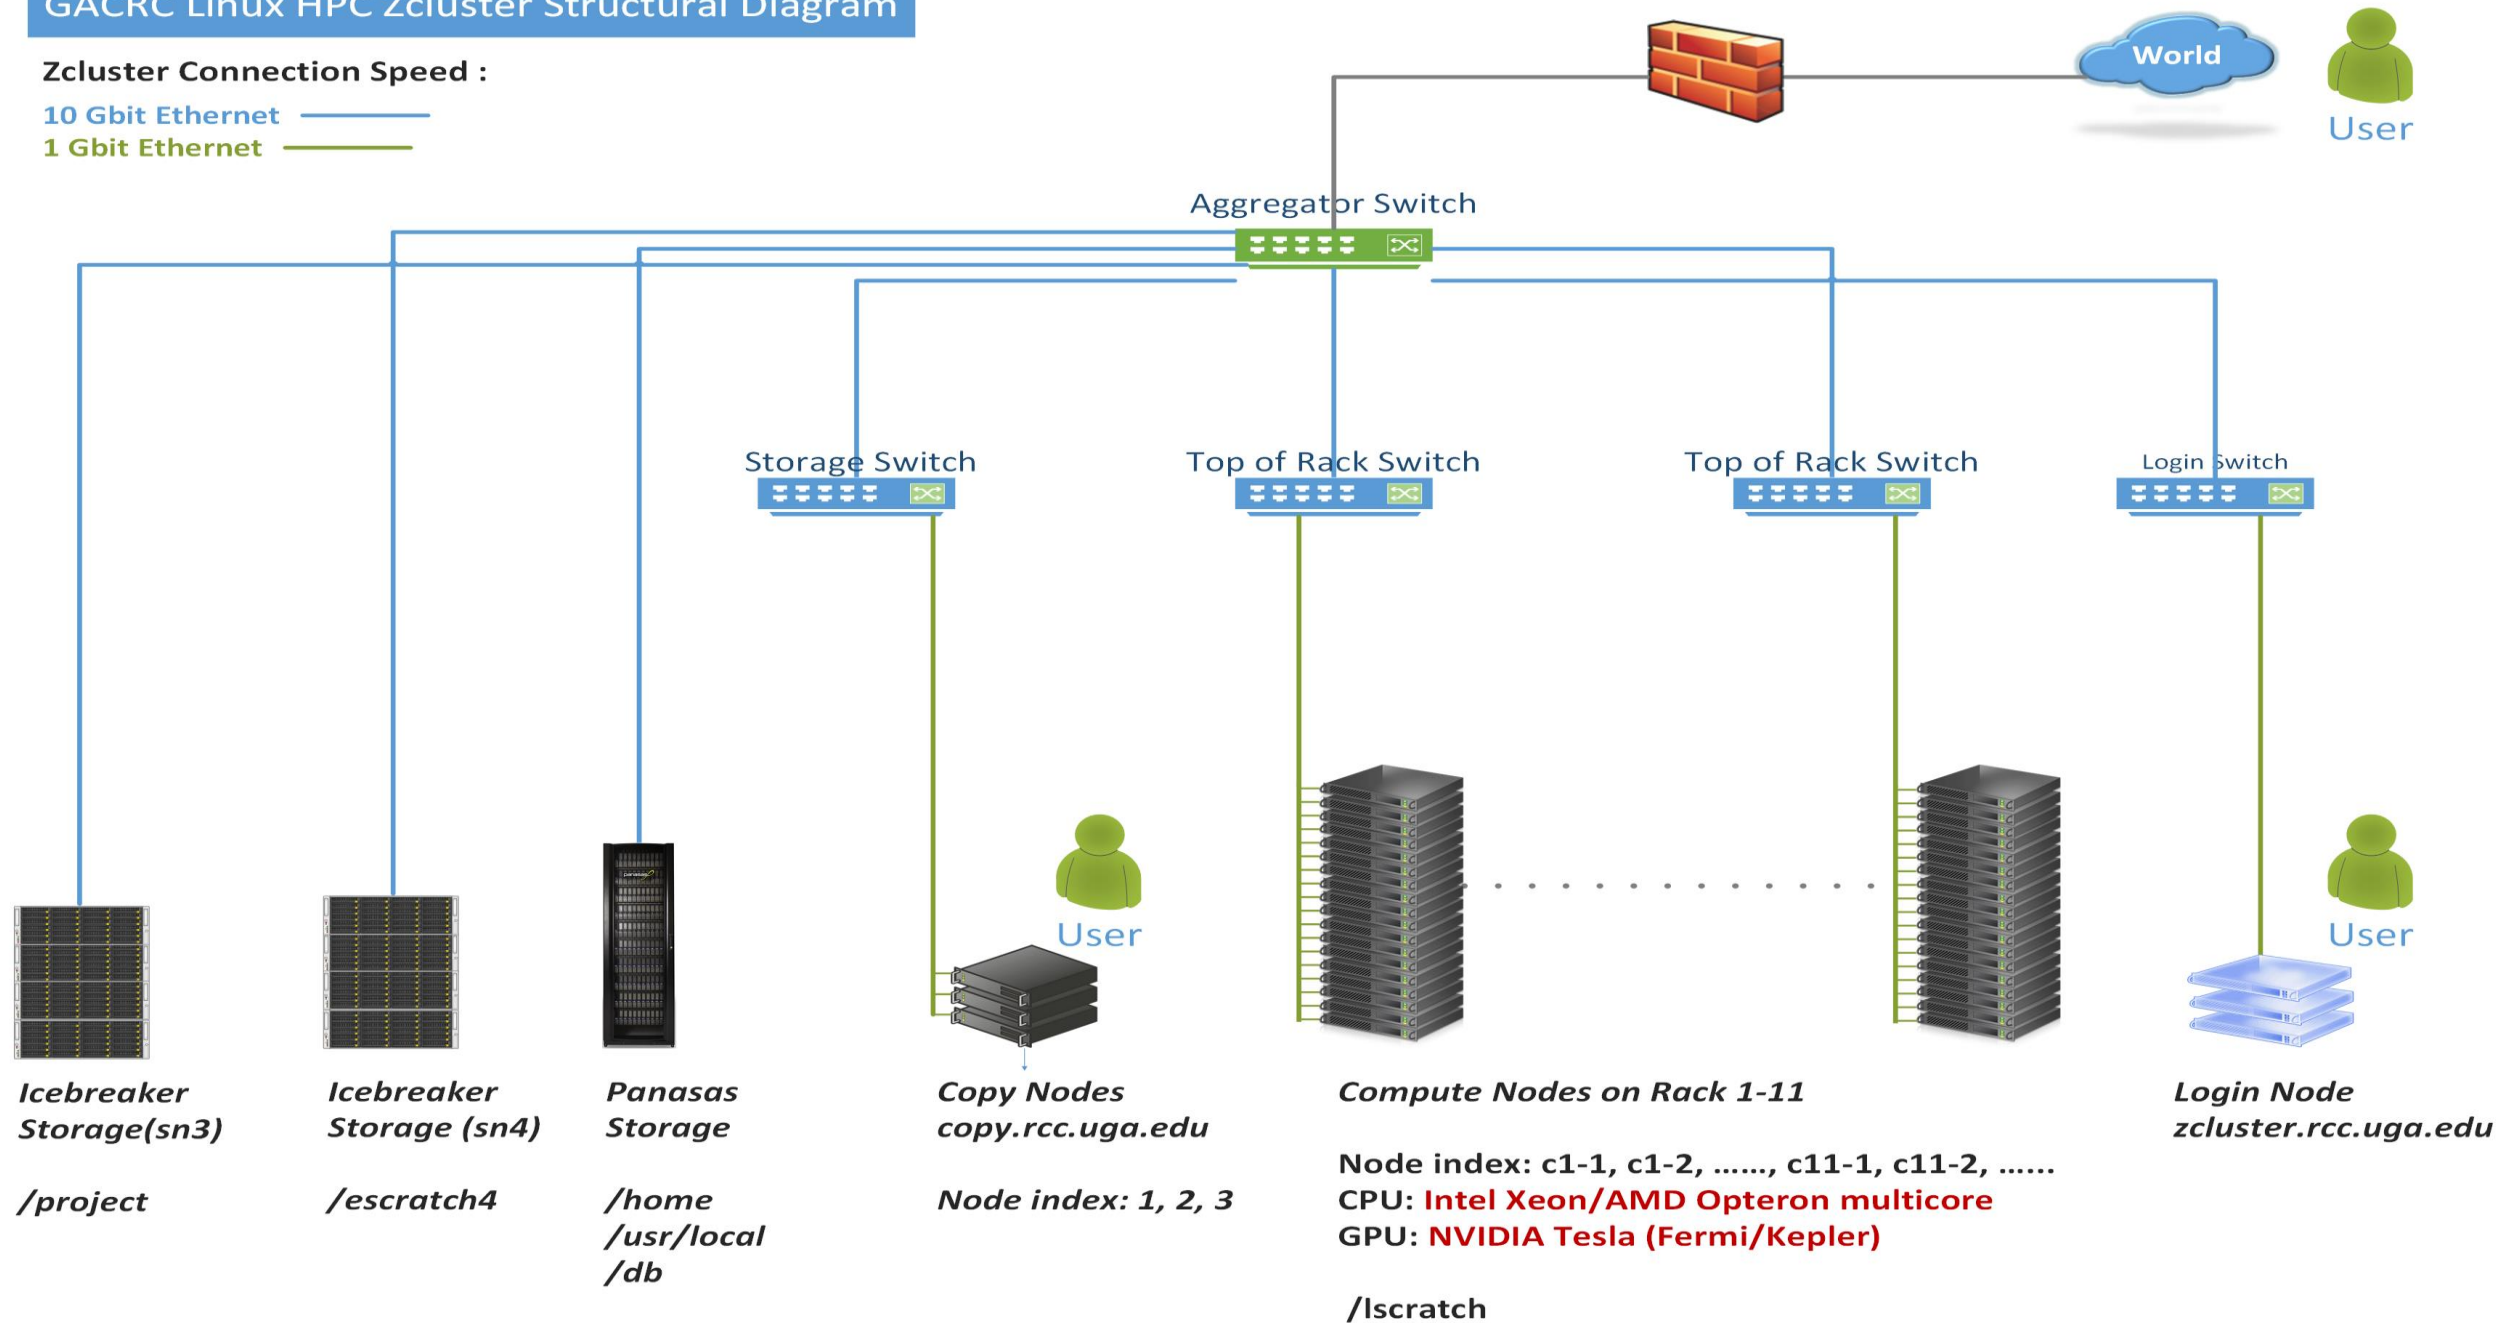 GACRC Linux HPC Zcluster Structural Diagram
Zcluster Connection Speed :
10 Gbit Ethernet
1 Gbit Ethernet
World
User
Aggregator Switch
Storage Switch
Top of Rack Switch
Top of Rack Switch
Login Switch
panasas
User
User
Icebreaker
Storage(sn3)
/project
Icebreaker
Storage (sn4)
/escratch4
Panasas
Storage
/home
/usr/local
/db
Copy Nodes
copy.rcc.uga.edu
Node index: 1, 2, 3
Compute Nodes on Rack 1-11
Node index: c1-1, c1-2, ……, c11-1, c11-2, ……
CPU: Intel Xeon/AMD Opteron multicore
GPU: NVIDIA Tesla (Fermi/Kepler)
/lscratch
Login Node
zcluster.rcc.uga.edu